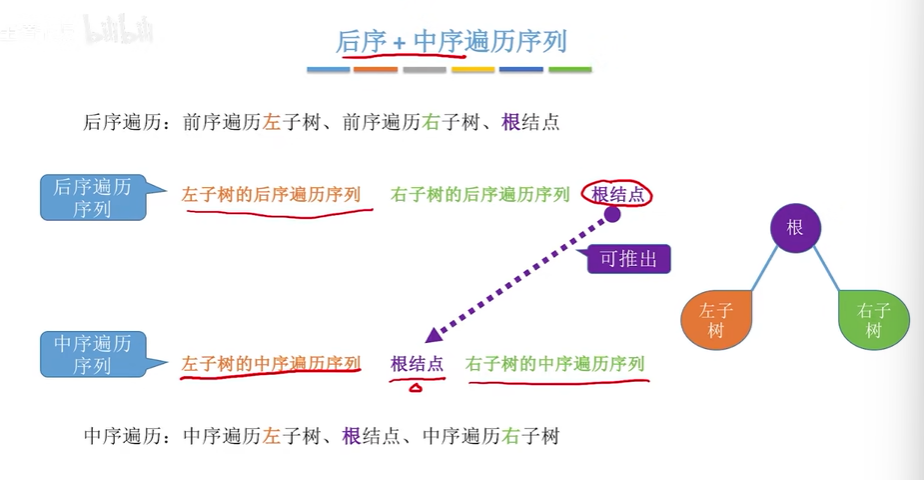 bilibili
后序 + 中序遍历序列
后序遍历：前序遍历左子树、前序遍历右子树、根结点
后序遍历
序列
左子树的后序遍历序列 右子树的后序遍历序列 根结点
可推出
根
左子
树
右子
树
中序遍历
序列
左子树的中序遍历序列 根结点 右子树的中序遍历序列
中序遍历：中序遍历左子树、根结点、中序遍历右子树